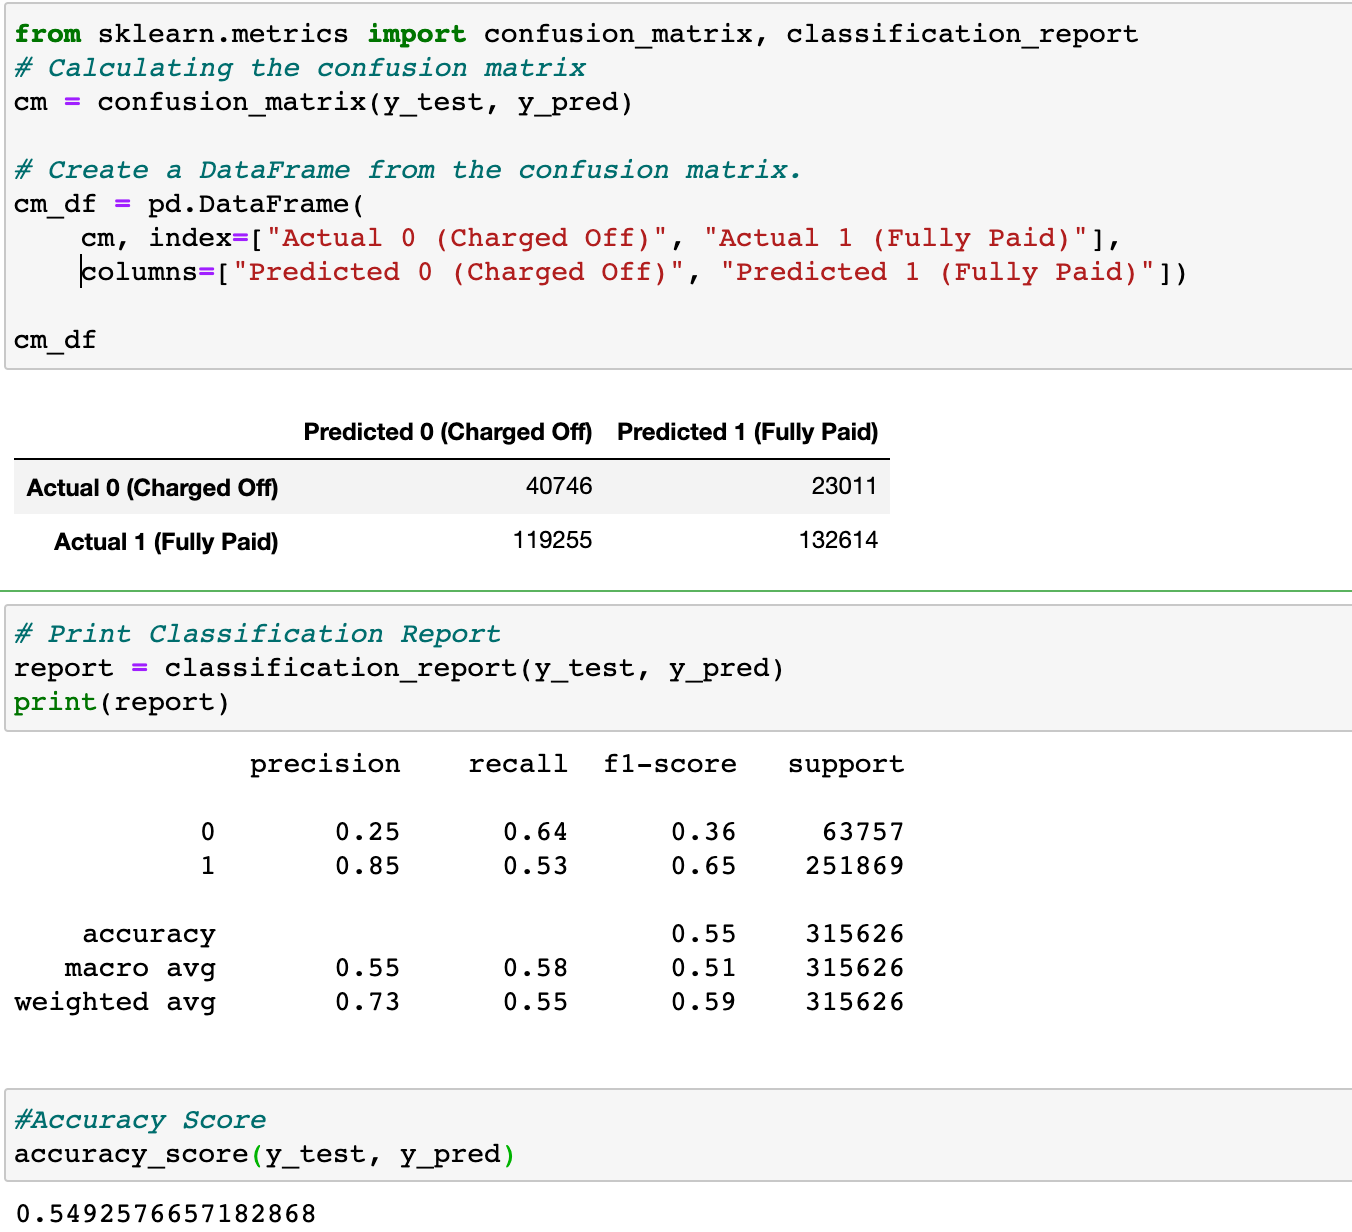 from sklearn.metrics import confusion_matrix, classification_report
# Calculating the confusion matrix
cm = confusion_matrix(y_test, y_pred)
# Create a DataFrame from the confusion matrix.
cm_df = pd.DataFrame(
    cm, index=["Actual 0 (Charged Off)", "Actual 1 (Fully Paid)"],
    columns=["Predicted 0 (Charged Off)", "Predicted 1 (Fully Paid)"])
cm_df
Predicted 0 (Charged Off) Predicted 1 (Fully Paid)
Actual 0 (Charged Off) 40746 23011
Actual 1 (Fully Paid) 119255 132614
# Print Classification Report
report = classification_report(y_test, y_pred)
print(report)
precision recall f1-score support
0 0.25 0.64 0.36 63757
1 0.85 0.53 0.65 251869
accuracy 0.55 315626
macro avg 0.55 0.58 0.51 315626
weighted avg 0.73 0.55 0.59 315626
#Accuracy Score
accuracy_score(y_test, y_pred)
0.5492576657182868